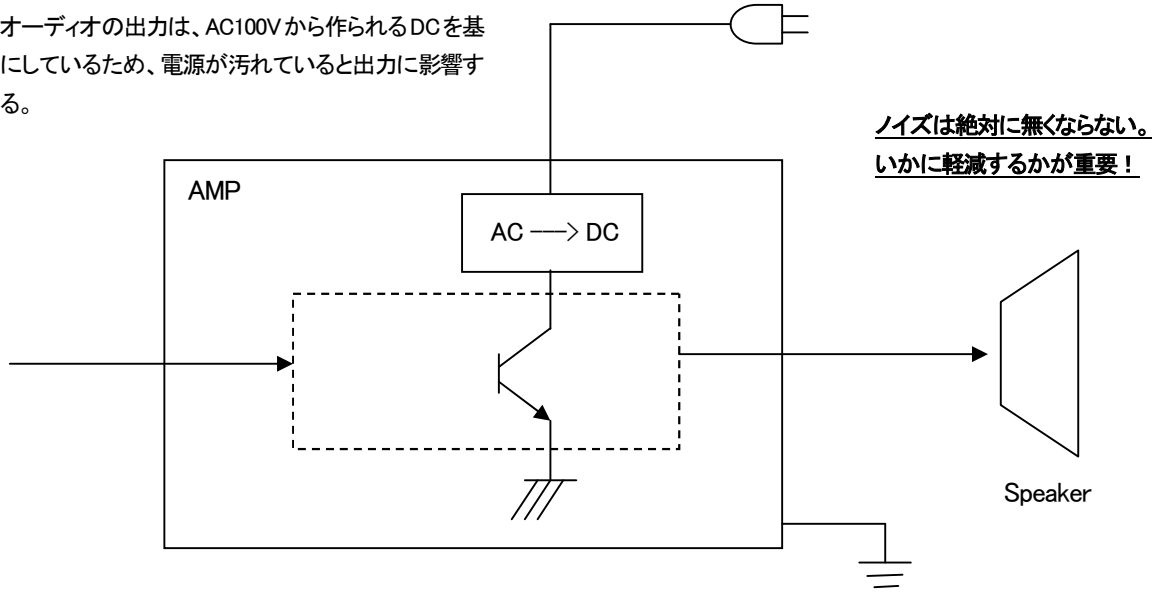 オーディオの出力は、AC100Vから作られるDCを基
にしているため、電源が汚れていると出力に影響す
る。
ノイズは絶対に無くならない。
いかに軽減するかが重要！
AMP
AC ---> DC
Speaker